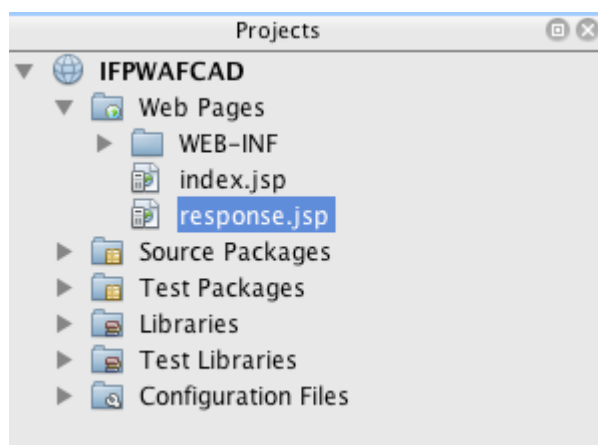 Projects
IFPWAFCAD
Web Pages
WEB-INF
index.jsp
response.jsp
Source Packages
Test Packages
Libraries
Test Libraries
Configuration Files